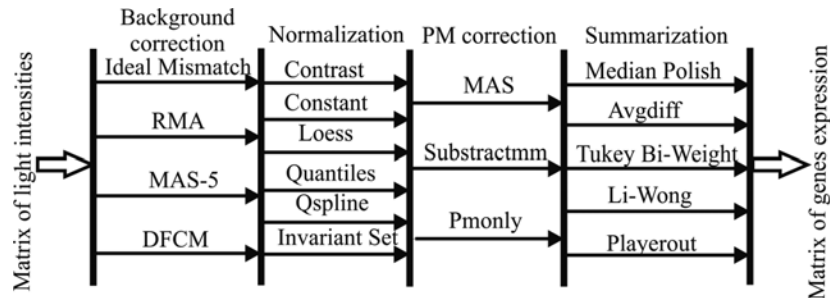 Matrix of light intensities
Background
correction
Ideal Mismatch
RMA
MAS-5
DFCM
Normalization
Contrast
Constant
Loess
Quantiles
Qspline
Invariant Set
PM correction
MAS
Substractmm
Pmonly
Summarization
Median Polish
Avgdiff
Tukey Bi-Weight
Li-Wong
Playerout
Matrix of genes expression